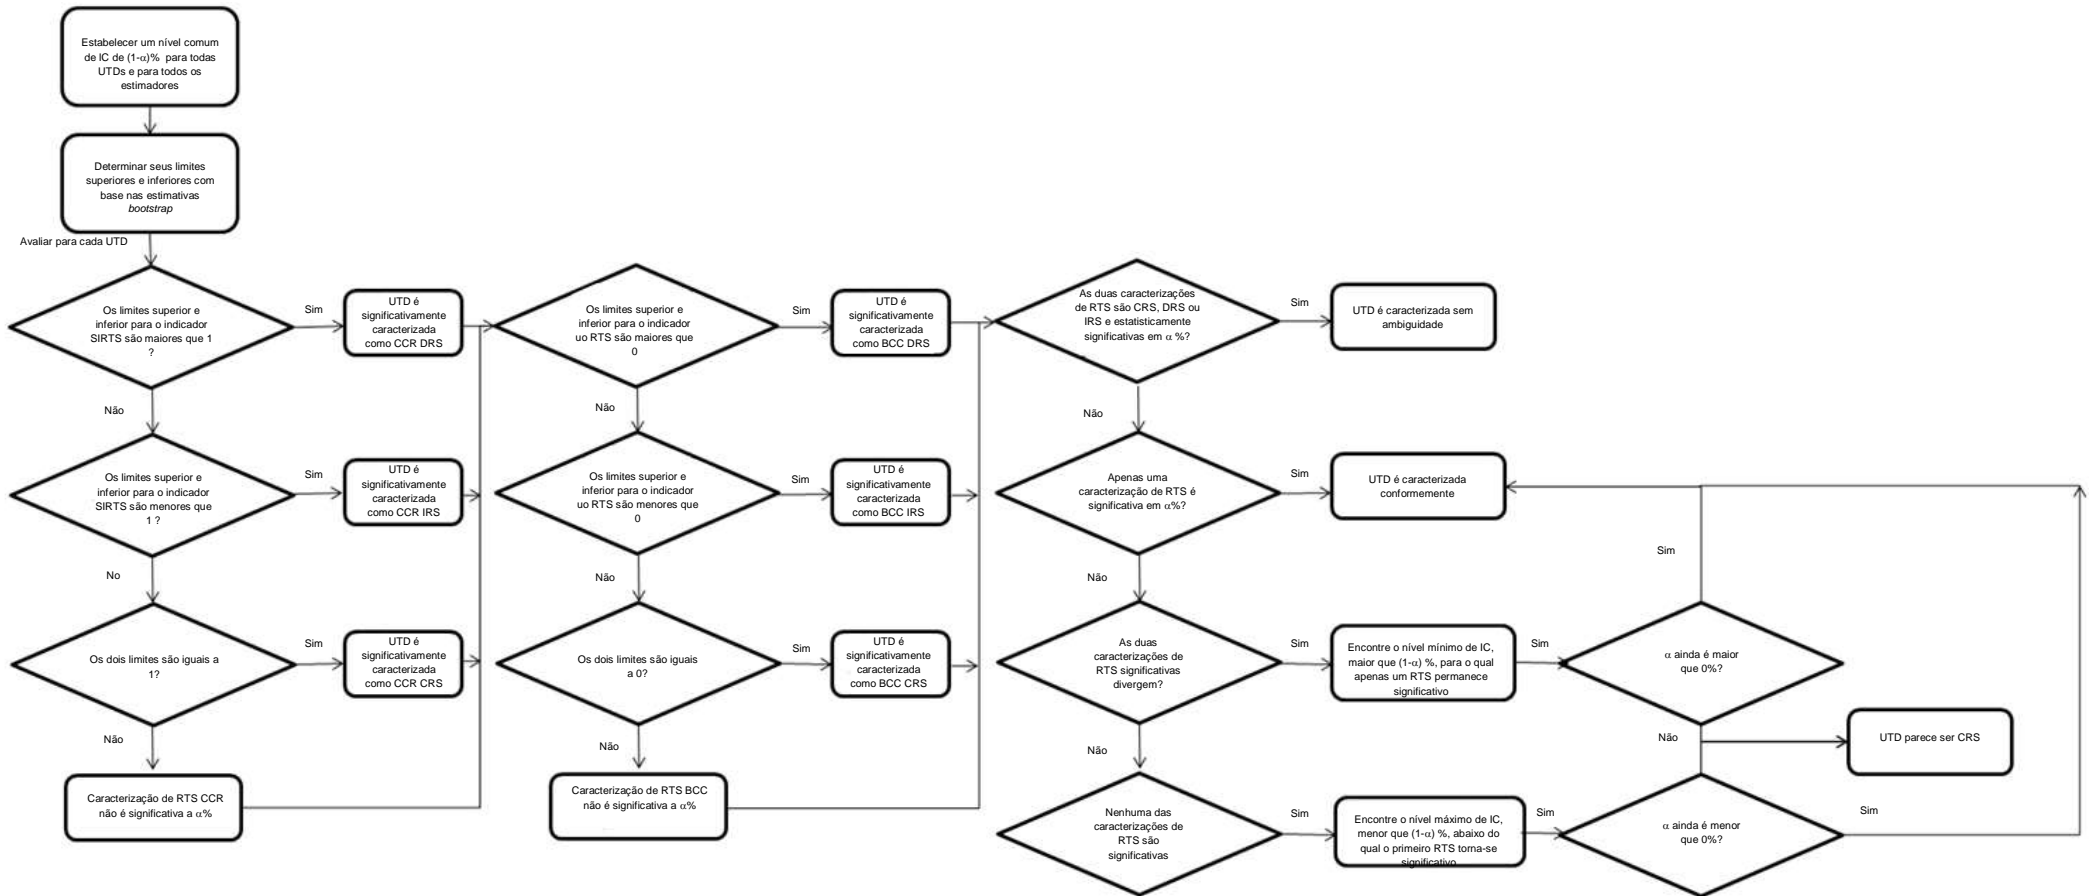 Estabelecer um nível comum
de IC de (1-α)% para todas
UTDs e para todos os
estimadores
Determinar seus limites
superiores e inferiores com
base nas estimativas
bootstrap
Avaliar para cada UTD
Os limites superior e
inferior para o indicador
SIRTS são maiores que 1
?
Sim
UTD é
significativamente
caracterizada
como CCR DRS
Não
Os limites superior e
inferior para o indicador
SIRTS são menores que
1 ?
Sim
UTD é
significativamente
caracterizada
como CCR IRS
No
Os dois limites são iguais a
1?
Sim
UTD é
significativamente
caracterizada
como CCR CRS
Não
Caracterização de RTS CCR
não é significativa a α%
Os limites superior e
inferior para o indicador
uo RTS são maiores que
0
Sim
UTD é
significativamente
caracterizada
como BCC DRS
Não
Os limites superior e
inferior para o indicador
uo RTS são menores que
0
Sim
UTD é
significativamente
caracterizada
como BCC IRS
Não
Os dois limites são iguais
a 0?
Sim
UTD é
significativamente
caracterizada
como BCC CRS
Não
Caracterização de RTS BCC
não é significativa a α%
As duas caracterizações
de RTS são CRS, DRS ou
IRS e estatisticamente
significativas em α %?
Sim
UTD é caracterizada sem
ambiguidade
Não
Apenas uma
caracterização de RTS é
significativa em α%?
Sim
UTD é caracterizada
conformemente
Não
As duas
caracterizações de
RTS significativas
divergem?
Sim
Encontre o nível mínimo de IC,
maior que (1-α) %, para o qual
apenas um RTS permanece
significativo
Sim
α ainda é maior
que 0%?
Sim
Não
UTD parece ser CRS
Não
Nenhuma das
caracterizações de
RTS são
significativas
Sim
Encontre o nível máximo de IC,
menor que (1-α) %, abaixo do
qual o primeiro RTS torna-se
significativo
Sim
α ainda é menor
que 0%?
Sim